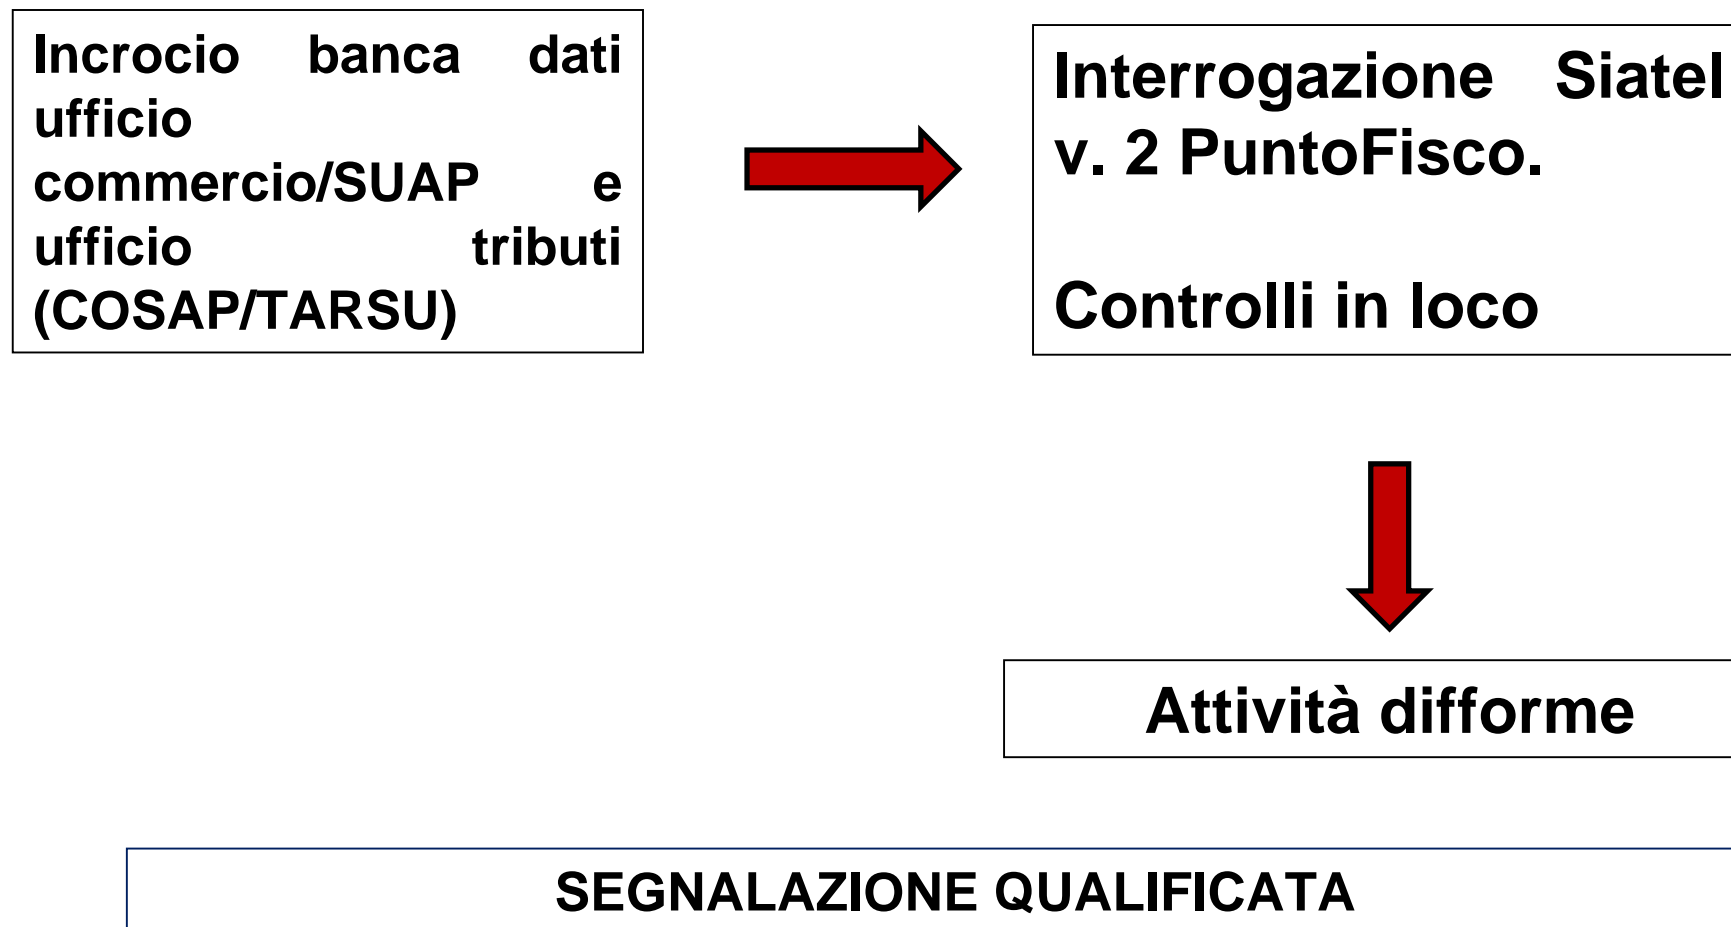 Incrocio banca dati
ufficio
commercio/SUAP e
ufficio tributi
(COSAP/TARSU)
Interrogazione Siatel
v. 2 PuntoFisco.
Controlli in loco
Attività difforme
SEGNALAZIONE QUALIFICATA